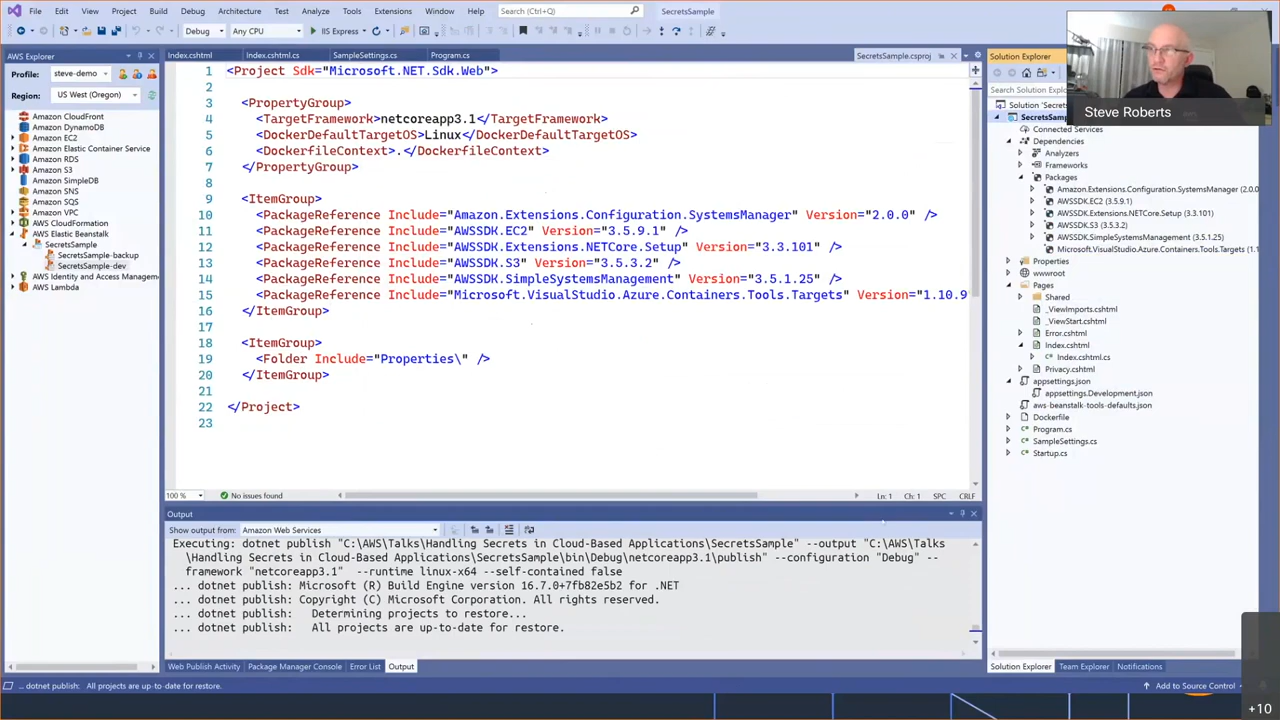 File Edit View Project Build Debug Architecture Test Analyze Tools Extensions Window Help Search (Ctrl+Q) SecretsSample
Debug Any CPU IIS Express
AWS Explorer
Profile: steve-demo
Region: US West (Oregon)
Amazon CloudFront
Amazon DynamoDB
Amazon EC2
Amazon Elastic Container Service
Amazon RDS
Amazon S3
Amazon SimpleDB
Amazon SNS
Amazon SQS
Amazon VPC
AWS CloudFormation
AWS Elastic Beanstalk
SecretsSample
SecretsSample-backup
SecretsSample-dev
AWS Identity and Access Managem
AWS Lambda
Index.cshtml Index.cshtml.cs SampleSettings.cs Program.cs SecretsSample.csproj
1 <Project Sdk="Microsoft.NET.Sdk.Web">
2
3 <PropertyGroup>
4 <TargetFramework>netcoreapp3.1</TargetFramework>
5 <DockerDefaultTargetOS>Linux</DockerDefaultTargetOS>
6 <DockerfileContext>.</DockerfileContext>
7 </PropertyGroup>
8
9 <ItemGroup>
10 <PackageReference Include="Amazon.Extensions.Configuration.SystemsManager" Version="2.0.0" />
11 <PackageReference Include="AWSSDK.EC2" Version="3.5.9.1" />
12 <PackageReference Include="AWSSDK.Extensions.NETCore.Setup" Version="3.3.101" />
13 <PackageReference Include="AWSSDK.S3" Version="3.5.3.2" />
14 <PackageReference Include="AWSSDK.SimpleSystemsManagement" Version="3.5.1.25" />
15 <PackageReference Include="Microsoft.VisualStudio.Azure.Containers.Tools.Targets" Version="1.10.9
16 </ItemGroup>
17
18 <ItemGroup>
19 <Folder Include="Properties\" />
20 </ItemGroup>
21
22 </Project>
23
100 % No issues found Ln: 1 Ch: 1 SPC CRLF
Output
Show output from: Amazon Web Services
Executing: dotnet publish "C:\AWS\Talks\Handling Secrets in Cloud-Based Applications\SecretsSample" --output "C:\AWS\Talks
\Handling Secrets in Cloud-Based Applications\SecretsSample\bin\Debug\netcoreapp3.1\publish" --configuration "Debug" --
framework "netcoreapp3.1" --runtime linux-x64 --self-contained false
... dotnet publish: Microsoft (R) Build Engine version 16.7.0+7fb82e5b2 for .NET
... dotnet publish: Copyright (C) Microsoft Corporation. All rights reserved.
... dotnet publish: Determining projects to restore...
... dotnet publish: All projects are up-to-date for restore.
Web Publish Activity Package Manager Console Error List Output
... dotnet publish: All projects are up-to-date for restore.
Steve Roberts
Solution Explorer
Search Solution Explorer
Solution 'Secrets
SecretsSam
Connected Services
Dependencies
Analyzers
Frameworks
Packages
Amazon.Extensions.Configuration.SystemsManager (2.0.0)
AWSSDK.EC2 (3.5.9.1)
AWSSDK.Extensions.NETCore.Setup (3.3.101)
AWSSDK.S3 (3.5.3.2)
AWSSDK.SimpleSystemsManagement (3.5.1.25)
Microsoft.VisualStudio.Azure.Containers.Tools.Targets (1
Properties
wwwroot
Pages
Shared
_ViewImports.cshtml
_ViewStart.cshtml
Error.cshtml
Index.cshtml
Index.cshtml.cs
Privacy.cshtml
appsettings.json
appsettings.Development.json
aws-beanstalk-tools-defaults.json
Dockerfile
Program.cs
SampleSettings.cs
Startup.cs
Solution Explorer Team Explorer Notifications
Add to Source Control
+10